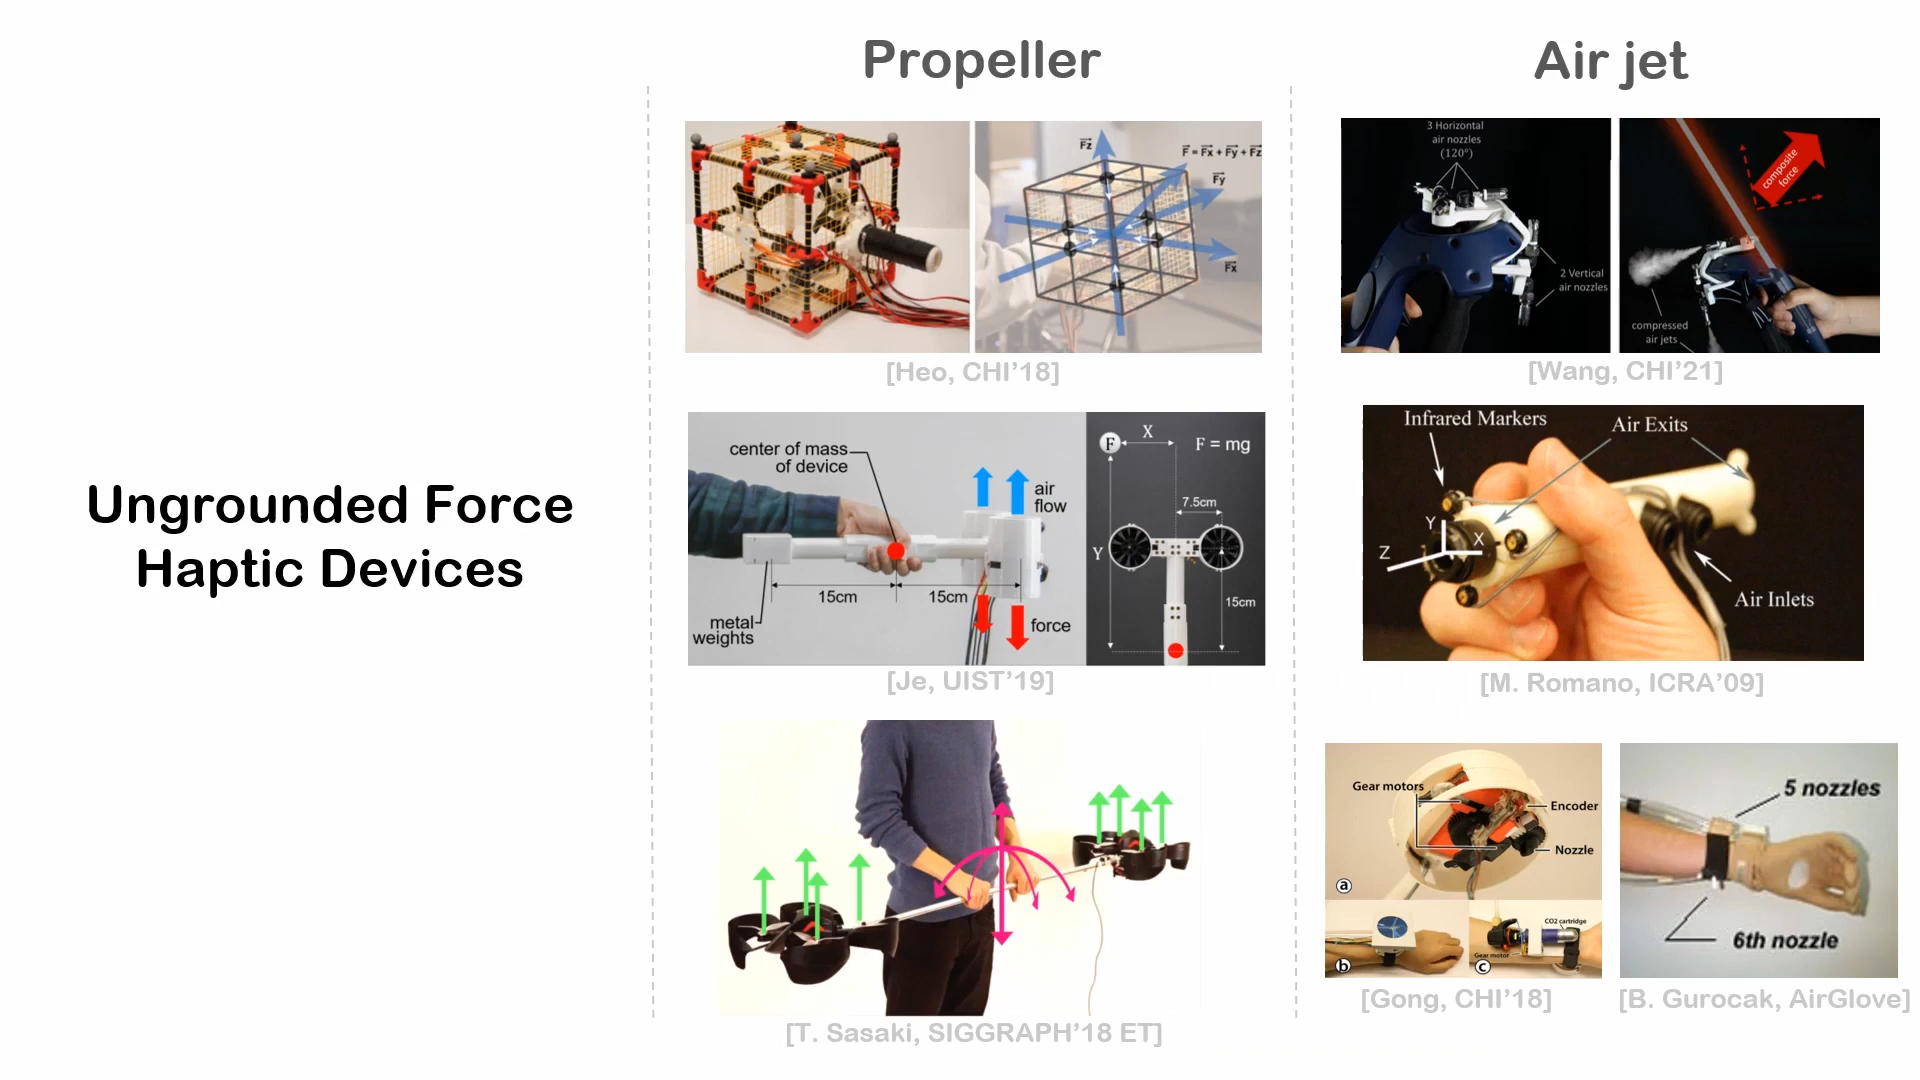 Ungrounded Force
Haptic Devices
Propeller
Fz
F = Fx + Fy + Fz
Fy
Fx
[Heo, CHI’18]
center of mass
of device
air
flow
15cm
15cm
metal
weights
force
X
F
F = mg
7.5cm
Y
15cm
[Je, UIST’19]
[T. Sasaki, SIGGRAPH’18 ET]
Air jet
3 Horizontal
air nozzles
(120°)
2 Vertical
air nozzles
composite
force
compressed
air jets
[Wang, CHI’21]
Infrared Markers
Air Exits
Y
X
Z
Air Inlets
[M. Romano, ICRA’09]
Gear motors
Encoder
Nozzle
a
b
CO2 cartridge
Gear motor
c
[Gong, CHI’18]
5 nozzles
6th nozzle
[B. Gurocak, AirGlove]